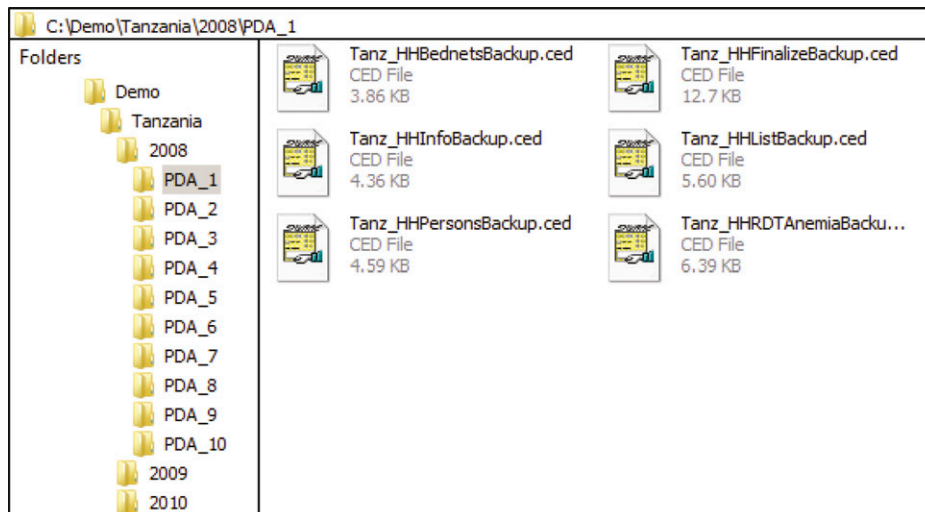 C:\Demo\Tanzania\2008\PDA_1
Folders
Demo
Tanzania
2008
PDA_1
PDA_2
PDA_3
PDA_4
PDA_5
PDA_6
PDA_7
PDA_8
PDA_9
PDA_10
2009
2010
Tanz_HHBednetsBackup.ced
CED File
3.86 KB
Tanz_HHFinalizeBackup.ced
CED File
12.7 KB
Tanz_HHInfoBackup.ced
CED File
4.36 KB
Tanz_HHListBackup.ced
CED File
5.60 KB
Tanz_HHPersonsBackup.ced
CED File
4.59 KB
Tanz_HHRDTAnemiaBacku...
CED File
6.39 KB